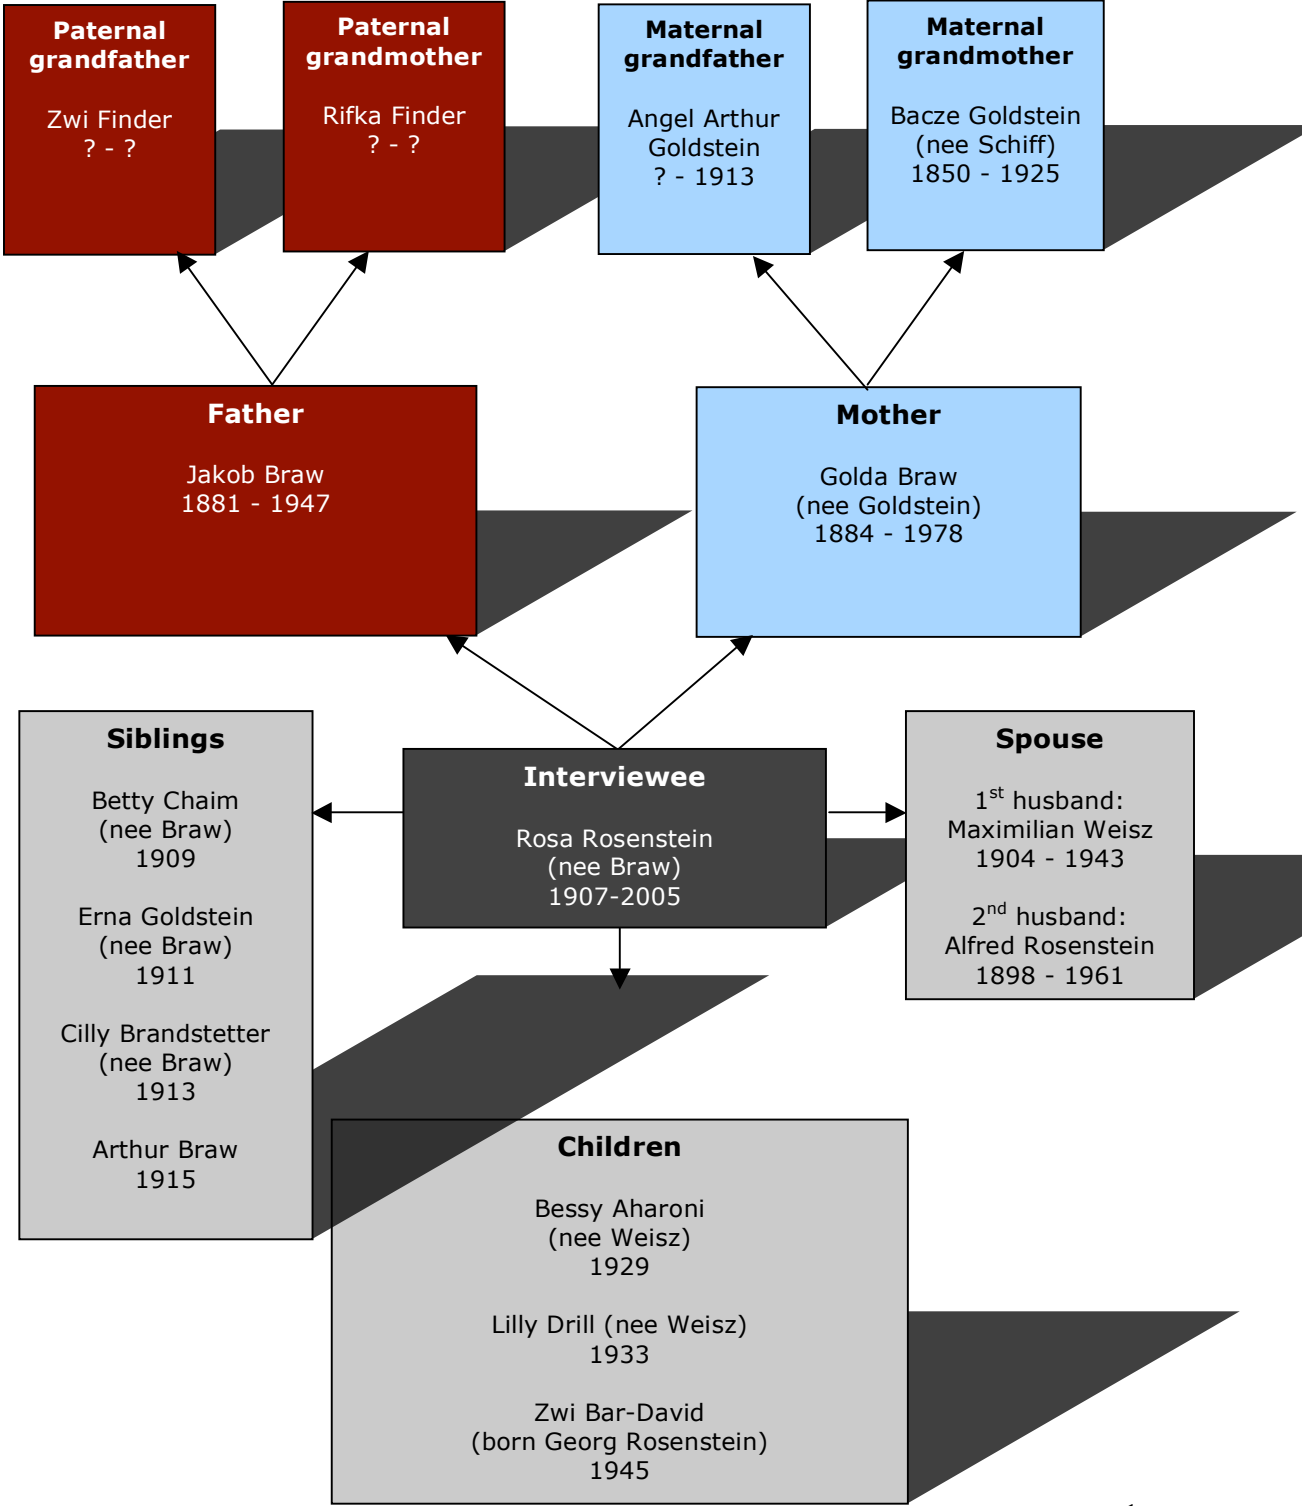 Paternal
grandfather
Zwi Finder
? - ?
Paternal
grandmother
Rifka Finder
? - ?
Maternal
grandfather
Angel Arthur
Goldstein
? - 1913
Maternal
grandmother
Bacze Goldstein
(nee Schiff)
1850 - 1925
Father
Jakob Braw
1881 - 1947
Mother
Golda Braw
(nee Goldstein)
1884 - 1978
Siblings
Betty Chaim
(nee Braw)
1909
Erna Goldstein
(nee Braw)
1911
Cilly Brandstetter
(nee Braw)
1913
Arthur Braw
1915
Interviewee
Rosa Rosenstein
(nee Braw)
1907-2005
Spouse
1st husband:
Maximilian Weisz
1904 - 1943
2nd husband:
Alfred Rosenstein
1898 - 1961
Children
Bessy Aharoni
(nee Weisz)
1929
Lilly Drill (nee Weisz)
1933
Zwi Bar-David
(born Georg Rosenstein)
1945